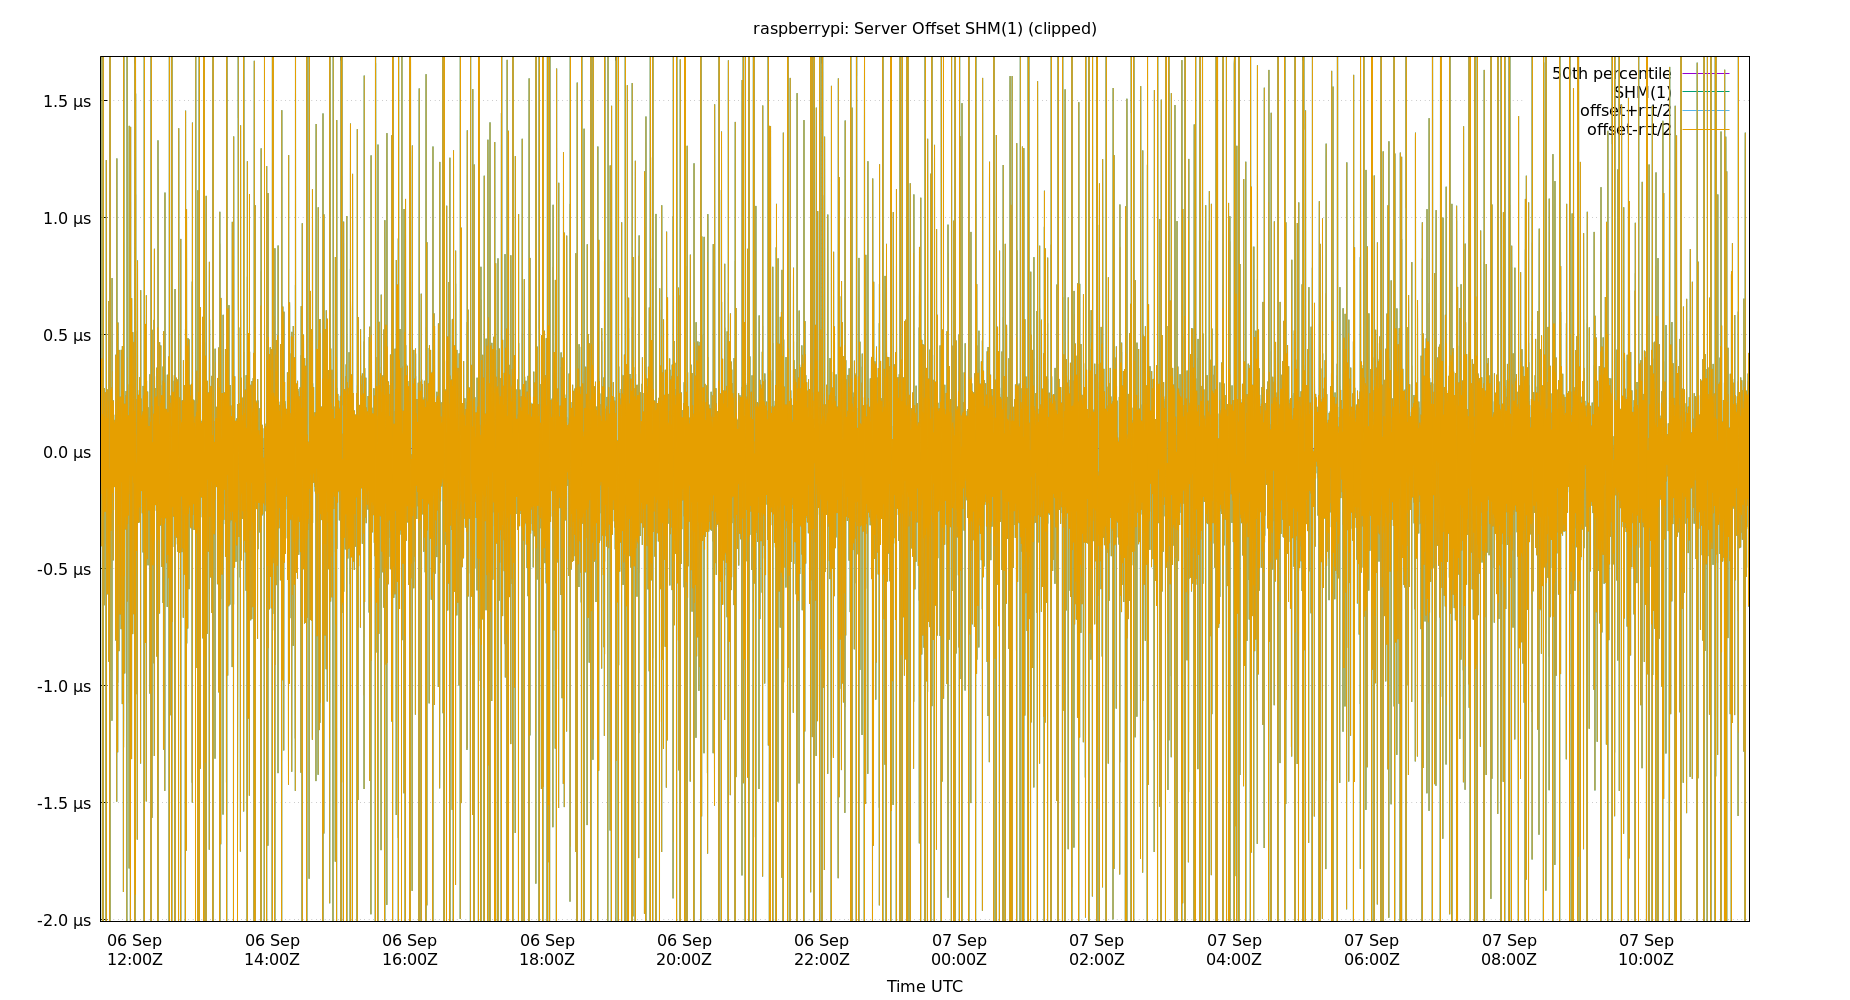 raspberrypi: Server Offset SHM(1) (clipped)
50th percentile
SHM(1)
offset+rtt/2
offset-rtt/2
1.5 µs
1.0 µs
0.5 µs
0.0 µs
-0.5 µs
-1.0 µs
-1.5 µs
-2.0 µs
06 Sep 06 Sep 06 Sep 06 Sep 06 Sep 06 Sep 07 Sep 07 Sep 07 Sep 07 Sep 07 Sep 07 Sep
12:00Z 14:00Z 16:00Z 18:00Z 20:00Z 22:00Z 00:00Z 02:00Z 04:00Z 06:00Z 08:00Z 10:00Z
Time UTC